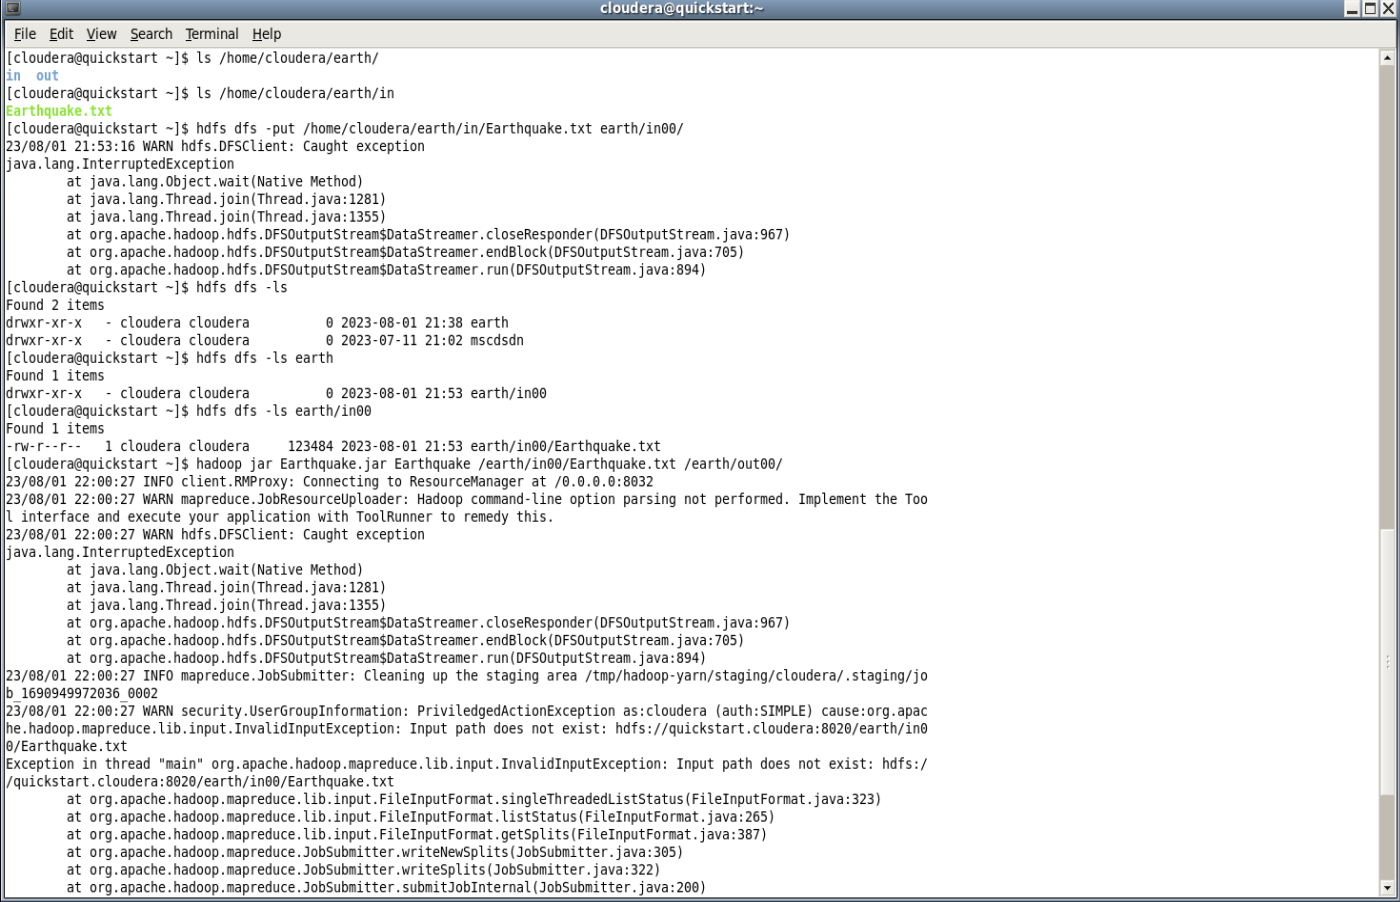 cloudera@quickstart:~
File Edit View Search Terminal Help
[cloudera@quickstart ~]$ ls /home/cloudera/earth/
in  out
[cloudera@quickstart ~]$ ls /home/cloudera/earth/in
Earthquake.txt
[cloudera@quickstart ~]$ hdfs dfs -put /home/cloudera/earth/in/Earthquake.txt earth/in00/
23/08/01 21:53:16 WARN hdfs.DFSClient: Caught exception
java.lang.InterruptedException
        at java.lang.Object.wait(Native Method)
        at java.lang.Thread.join(Thread.java:1281)
        at java.lang.Thread.join(Thread.java:1355)
        at org.apache.hadoop.hdfs.DFSOutputStream$DataStreamer.closeResponder(DFSOutputStream.java:967)
        at org.apache.hadoop.hdfs.DFSOutputStream$DataStreamer.endBlock(DFSOutputStream.java:705)
        at org.apache.hadoop.hdfs.DFSOutputStream$DataStreamer.run(DFSOutputStream.java:894)
[cloudera@quickstart ~]$ hdfs dfs -ls
Found 2 items
drwxr-xr-x   - cloudera cloudera          0 2023-08-01 21:38 earth
drwxr-xr-x   - cloudera cloudera          0 2023-07-11 21:02 mscdsdn
[cloudera@quickstart ~]$ hdfs dfs -ls earth
Found 1 items
drwxr-xr-x   - cloudera cloudera          0 2023-08-01 21:53 earth/in00
[cloudera@quickstart ~]$ hdfs dfs -ls earth/in00
Found 1 items
-rw-r--r--   1 cloudera cloudera     123484 2023-08-01 21:53 earth/in00/Earthquake.txt
[cloudera@quickstart ~]$ hadoop jar Earthquake.jar Earthquake /earth/in00/Earthquake.txt /earth/out00/
23/08/01 22:00:27 INFO client.RMProxy: Connecting to ResourceManager at /0.0.0.0:8032
23/08/01 22:00:27 WARN mapreduce.JobResourceUploader: Hadoop command-line option parsing not performed. Implement the Too
l interface and execute your application with ToolRunner to remedy this.
23/08/01 22:00:27 WARN hdfs.DFSClient: Caught exception
java.lang.InterruptedException
        at java.lang.Object.wait(Native Method)
        at java.lang.Thread.join(Thread.java:1281)
        at java.lang.Thread.join(Thread.java:1355)
        at org.apache.hadoop.hdfs.DFSOutputStream$DataStreamer.closeResponder(DFSOutputStream.java:967)
        at org.apache.hadoop.hdfs.DFSOutputStream$DataStreamer.endBlock(DFSOutputStream.java:705)
        at org.apache.hadoop.hdfs.DFSOutputStream$DataStreamer.run(DFSOutputStream.java:894)
23/08/01 22:00:27 INFO mapreduce.JobSubmitter: Cleaning up the staging area /tmp/hadoop-yarn/staging/cloudera/.staging/jo
b_1690949972036_0002
23/08/01 22:00:27 WARN security.UserGroupInformation: PriviledgedActionException as:cloudera (auth:SIMPLE) cause:org.apac
he.hadoop.mapreduce.lib.input.InvalidInputException: Input path does not exist: hdfs://quickstart.cloudera:8020/earth/in0
0/Earthquake.txt
Exception in thread "main" org.apache.hadoop.mapreduce.lib.input.InvalidInputException: Input path does not exist: hdfs:/
/quickstart.cloudera:8020/earth/in00/Earthquake.txt
        at org.apache.hadoop.mapreduce.lib.input.FileInputFormat.singleThreadedListStatus(FileInputFormat.java:323)
        at org.apache.hadoop.mapreduce.lib.input.FileInputFormat.listStatus(FileInputFormat.java:265)
        at org.apache.hadoop.mapreduce.lib.input.FileInputFormat.getSplits(FileInputFormat.java:387)
        at org.apache.hadoop.mapreduce.JobSubmitter.writeNewSplits(JobSubmitter.java:305)
        at org.apache.hadoop.mapreduce.JobSubmitter.writeSplits(JobSubmitter.java:322)
        at org.apache.hadoop.mapreduce.JobSubmitter.submitJobInternal(JobSubmitter.java:200)